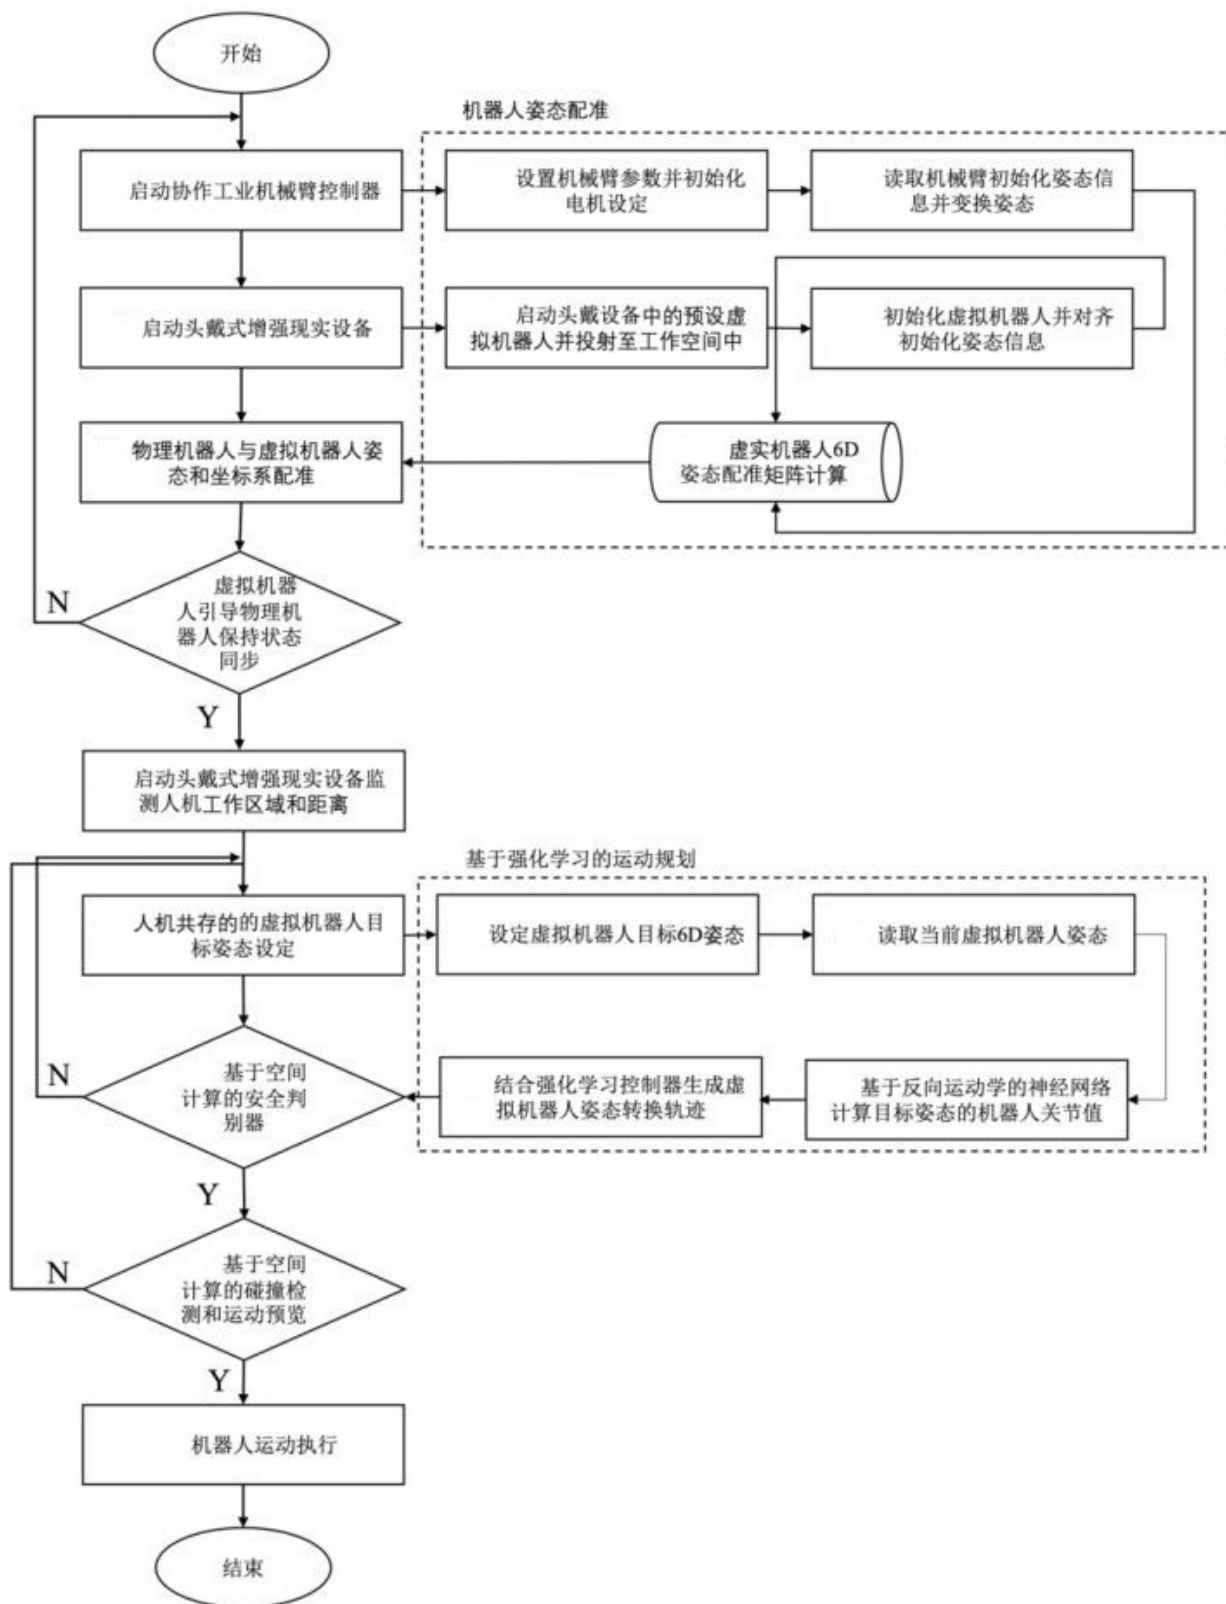 开始
机器人姿态配准
启动协作工业机械臂控制器
设置机械臂参数并初始化
电机设定
读取机械臂初始化姿态信
息并变换姿态
启动头戴式增强现实设备
启动头戴设备中的预设虚
拟机器人并投射至工作空间中
初始化虚拟机器人并对齐
初始化姿态信息
物理机器人与虚拟机器人姿
态和坐标系配准
虚实机器人6D
姿态配准矩阵计算
虚拟机器
人引导物理机
器人保持状态
同步
N
Y
启动头戴式增强现实设备监
测人机工作区域和距离
基于强化学习的运动规划
人机共存的的虚拟机器人目
标姿态设定
设定虚拟机器人目标6D姿态
读取当前虚拟机器人姿态
基于空间
计算的安全判
别器
N
结合强化学习控制器生成虚
拟机器人姿态转换轨迹
基于反向运动学的神经网络
计算目标姿态的机器人关节值
Y
基于空间
计算的碰撞检
测和运动预览
N
Y
机器人运动执行
结束